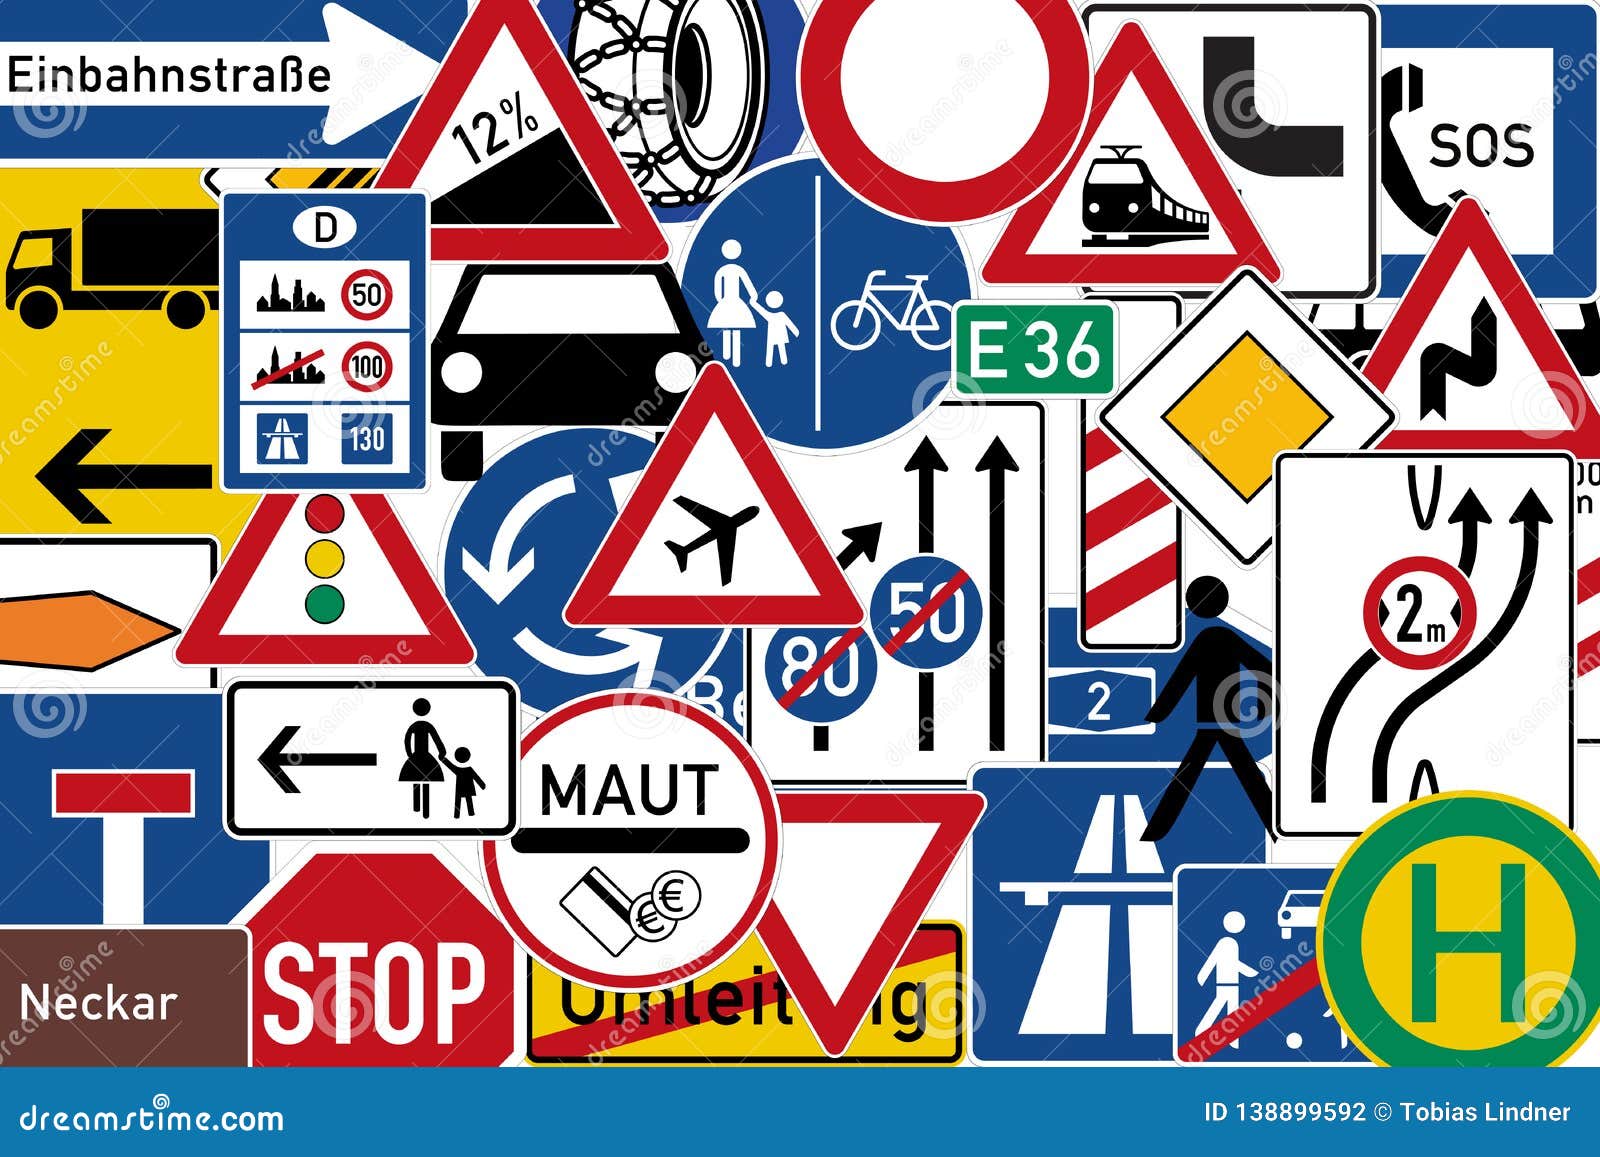 Einbahnstraße
12%
SOS
D
50
100
130
E 36
50
80
2m
2
MAUT
€
€
Neckar
STOP
H
dreamstime.com
ID 138899592 © Tobias Lindner